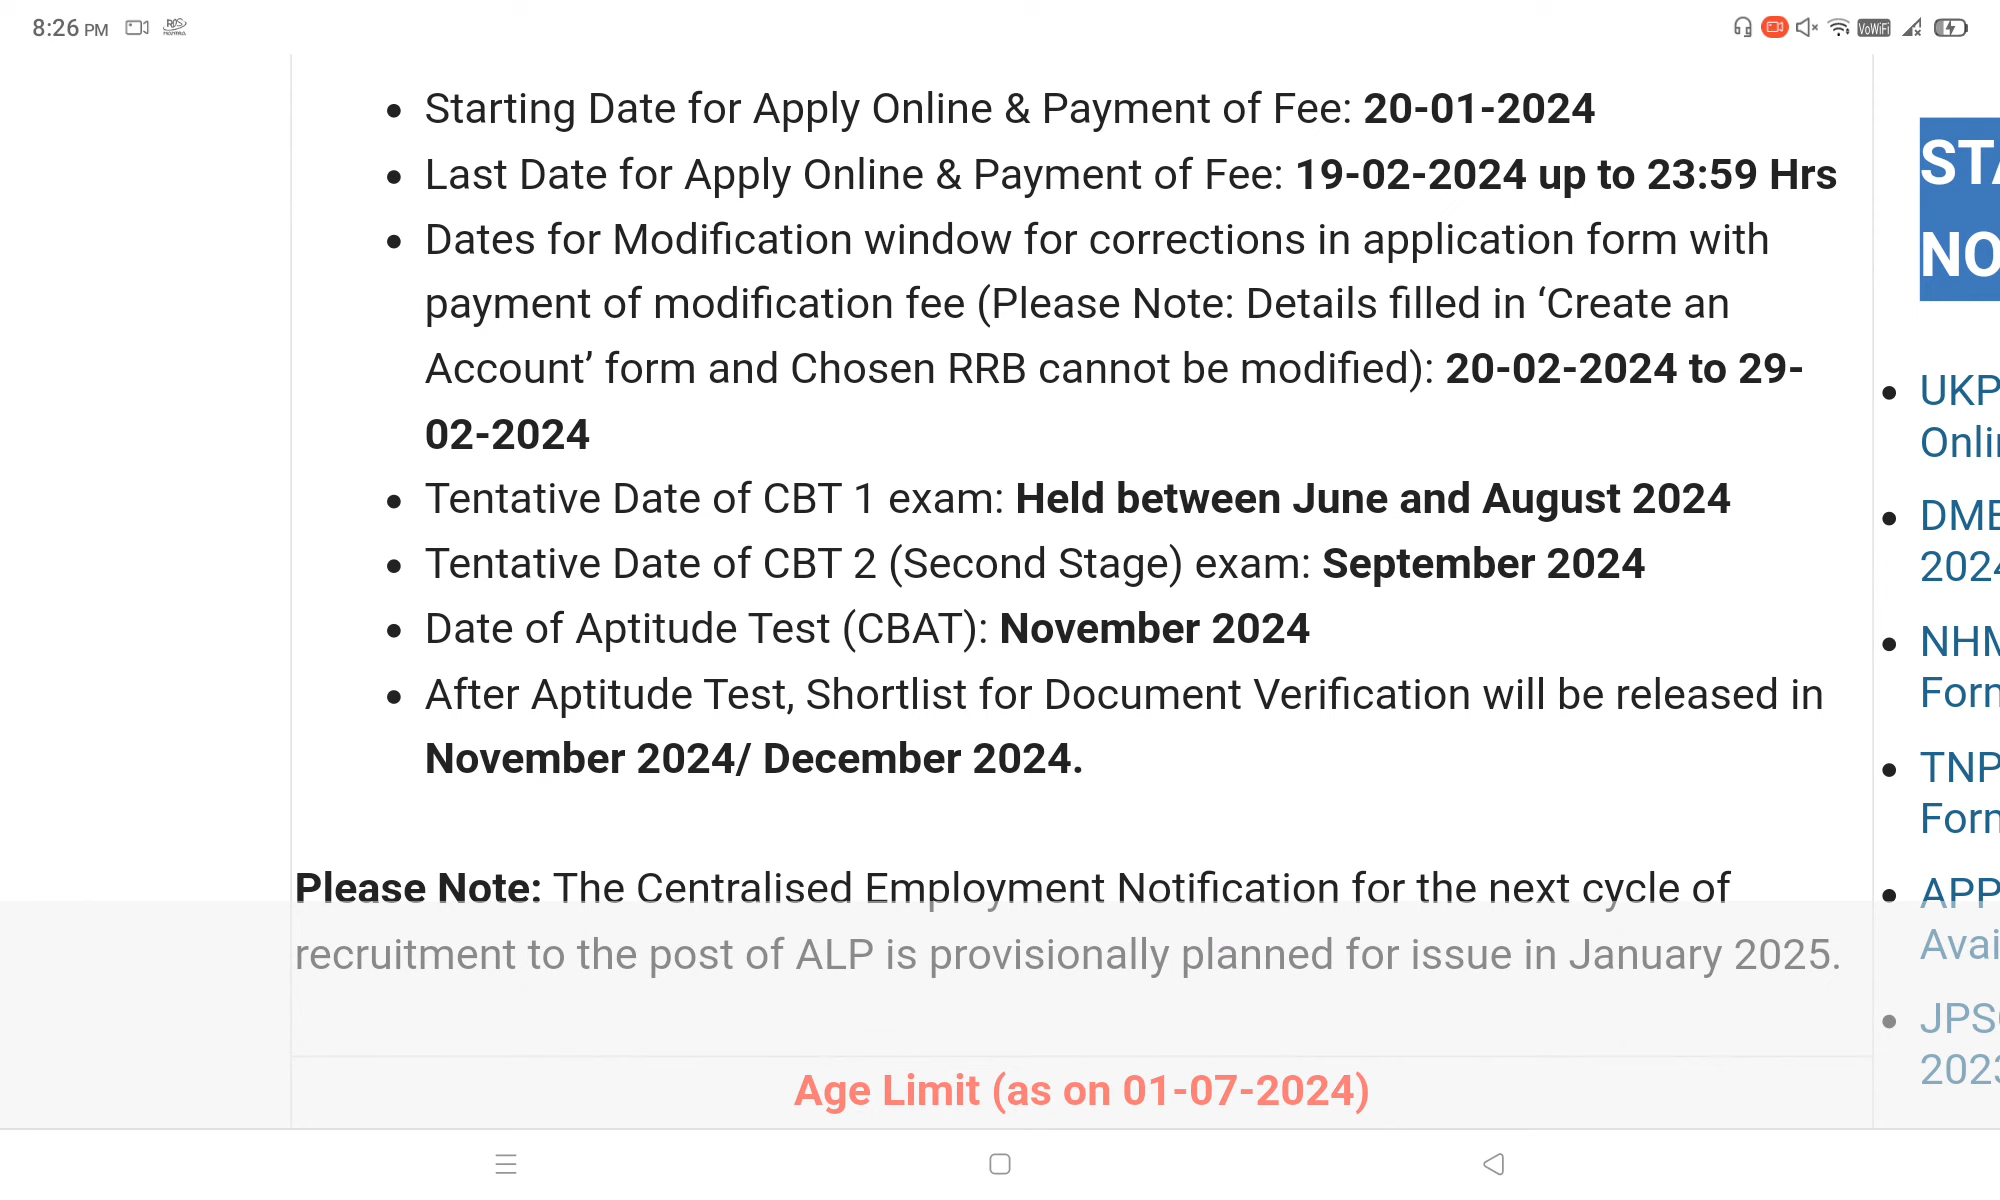 8:26 PM
VoWiFi
Starting Date for Apply Online & Payment of Fee: 20-01-2024
Last Date for Apply Online & Payment of Fee: 19-02-2024 up to 23:59 Hrs
Dates for Modification window for corrections in application form with
payment of modification fee (Please Note: Details filled in ‘Create an
Account’ form and Chosen RRB cannot be modified): 20-02-2024 to 29-
02-2024
Tentative Date of CBT 1 exam: Held between June and August 2024
Tentative Date of CBT 2 (Second Stage) exam: September 2024
Date of Aptitude Test (CBAT): November 2024
After Aptitude Test, Shortlist for Document Verification will be released in
November 2024/ December 2024.
Please Note: The Centralised Employment Notification for the next cycle of
recruitment to the post of ALP is provisionally planned for issue in January 2025.
Age Limit (as on 01-07-2024)
NO
UKP
DME
NHM
TNP
APP
JPS